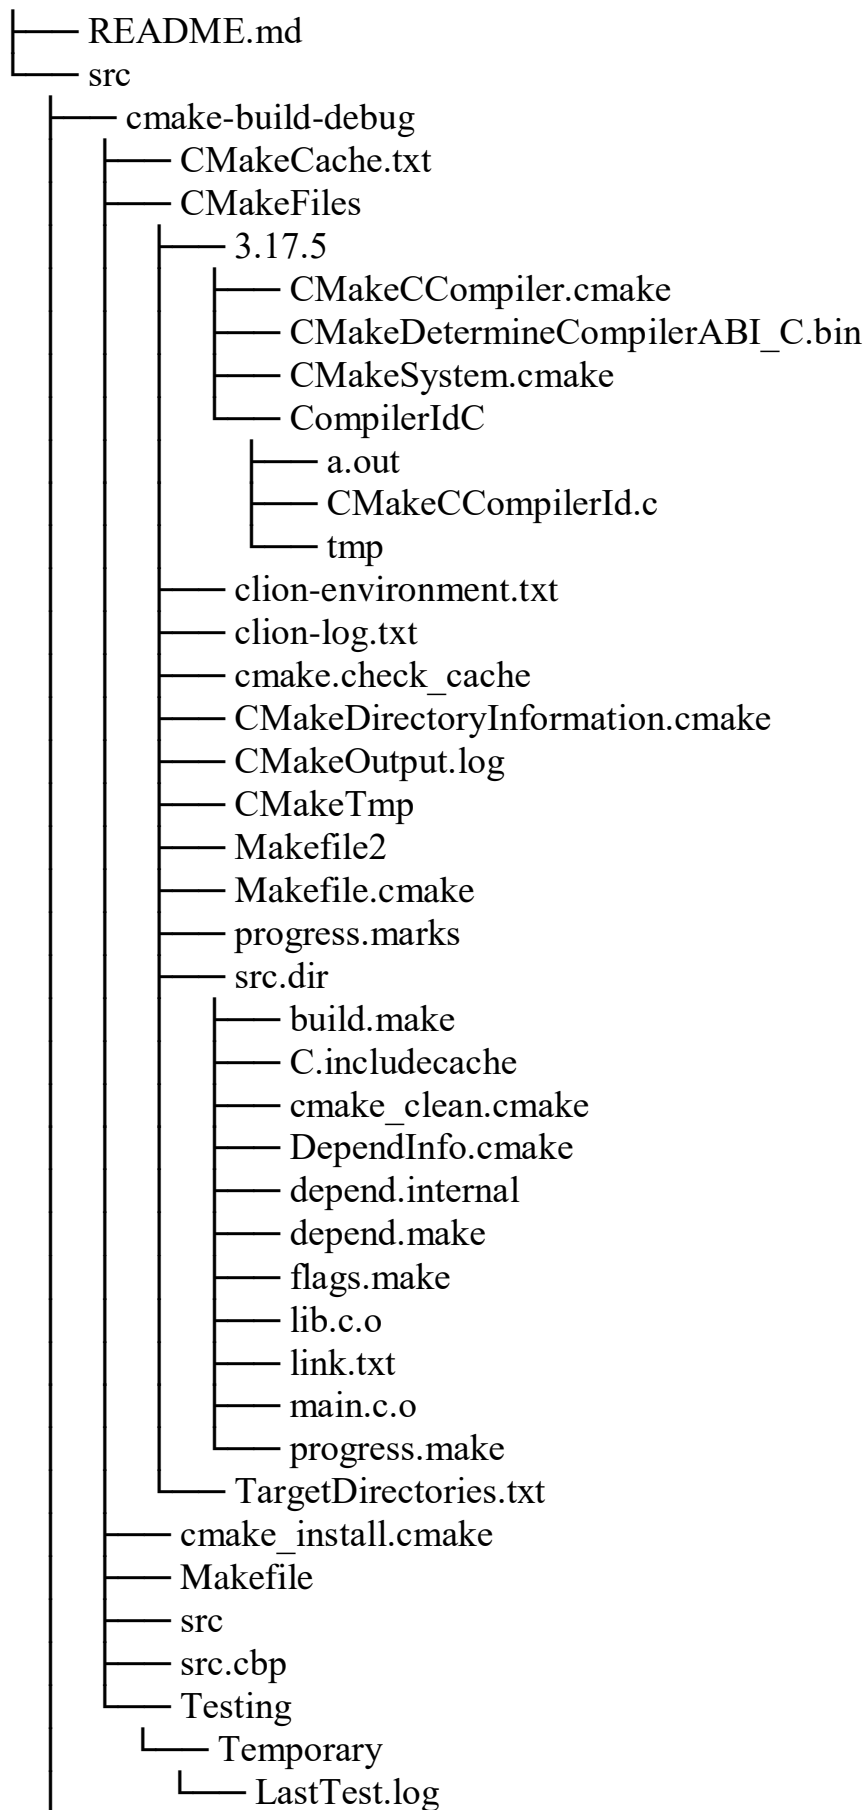 ├── README.md
└── src
├── cmake-build-debug
│ ├── CMakeCache.txt
│ ├── CMakeFiles
│ │ ├── 3.17.5
│ │ │ ├── CMakeCCompiler.cmake
│ │ │ ├── CMakeDetermineCompilerABI_C.bin
│ │ │ ├── CMakeSystem.cmake
│ │ │ └── CompilerIdC
│ │ │ ├── a.out
│ │ │ ├── CMakeCCompilerId.c
│ │ │ └── tmp
│ │ ├── clion-environment.txt
│ │ ├── clion-log.txt
│ │ ├── cmake.check_cache
│ │ ├── CMakeDirectoryInformation.cmake
│ │ ├── CMakeOutput.log
│ │ ├── CMakeTmp
│ │ ├── Makefile2
│ │ ├── Makefile.cmake
│ │ ├── progress.marks
│ │ ├── src.dir
│ │ │ ├── build.make
│ │ │ ├── C.includecache
│ │ │ ├── cmake_clean.cmake
│ │ │ ├── DependInfo.cmake
│ │ │ ├── depend.internal
│ │ │ ├── depend.make
│ │ │ ├── flags.make
│ │ │ ├── lib.c.o
│ │ │ ├── link.txt
│ │ │ ├── main.c.o
│ │ │ └── progress.make
│ │ └── TargetDirectories.txt
│ ├── cmake_install.cmake
│ ├── Makefile
│ ├── src
│ ├── src.cbp
│ └── Testing
│ └── Temporary
│ └── LastTest.log